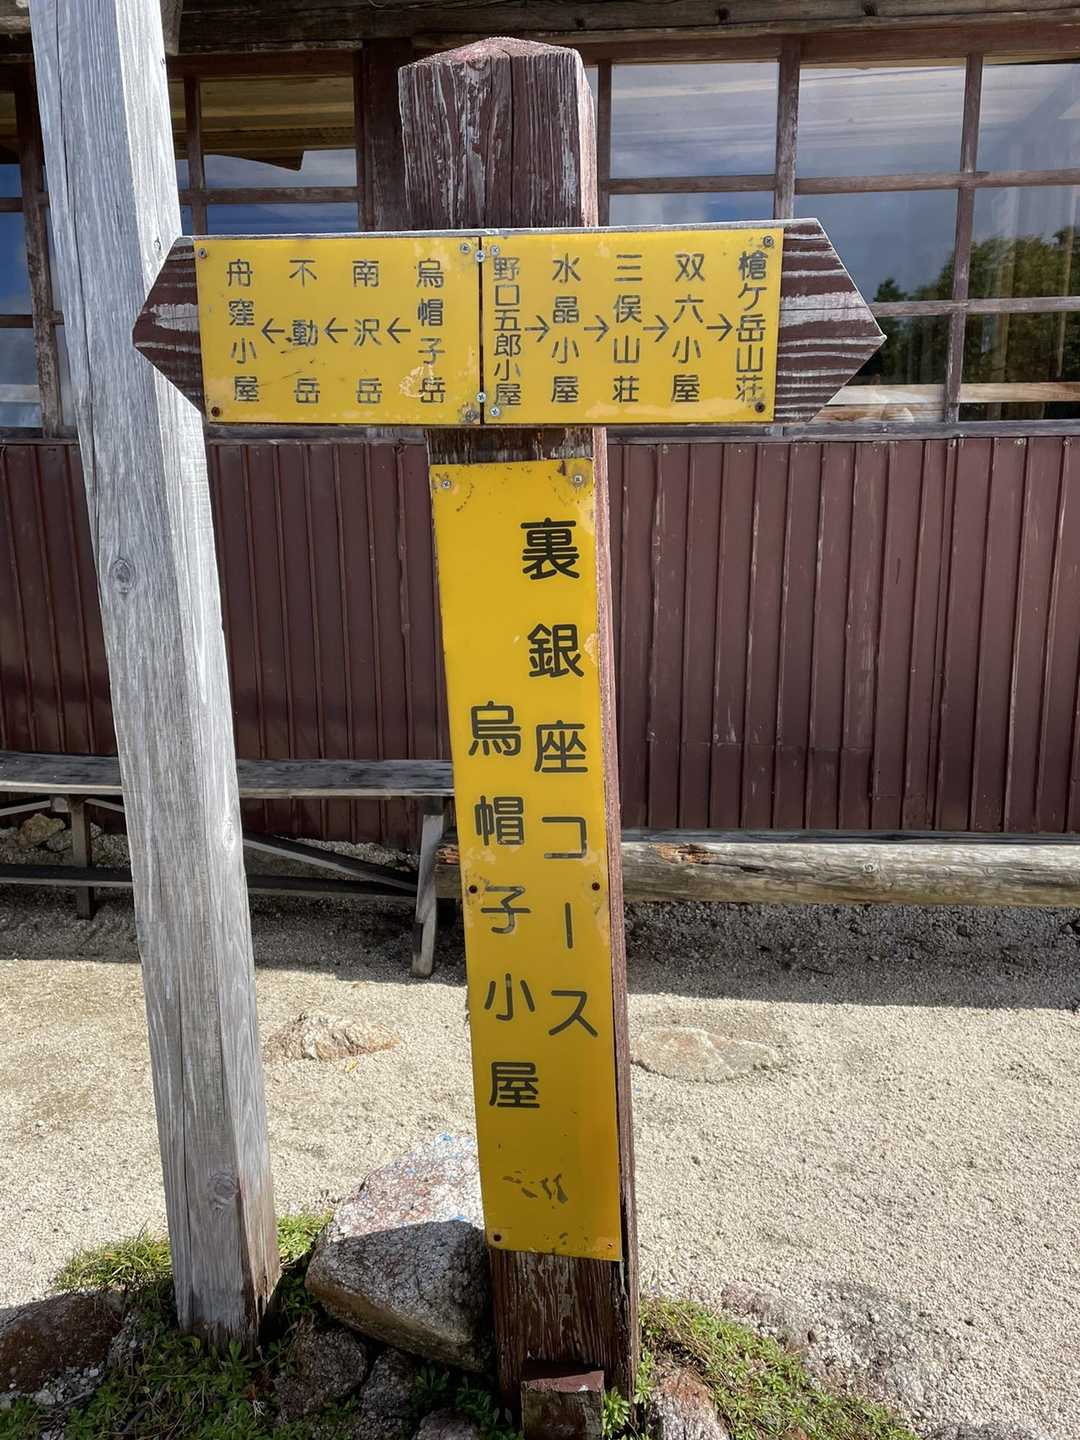 舟窪小屋←不動岳←南沢岳←烏帽子岳
野口五郎小屋→水晶小屋→三俣山荘→双六小屋→槍ケ岳山荘
裏銀座コース
烏帽子小屋